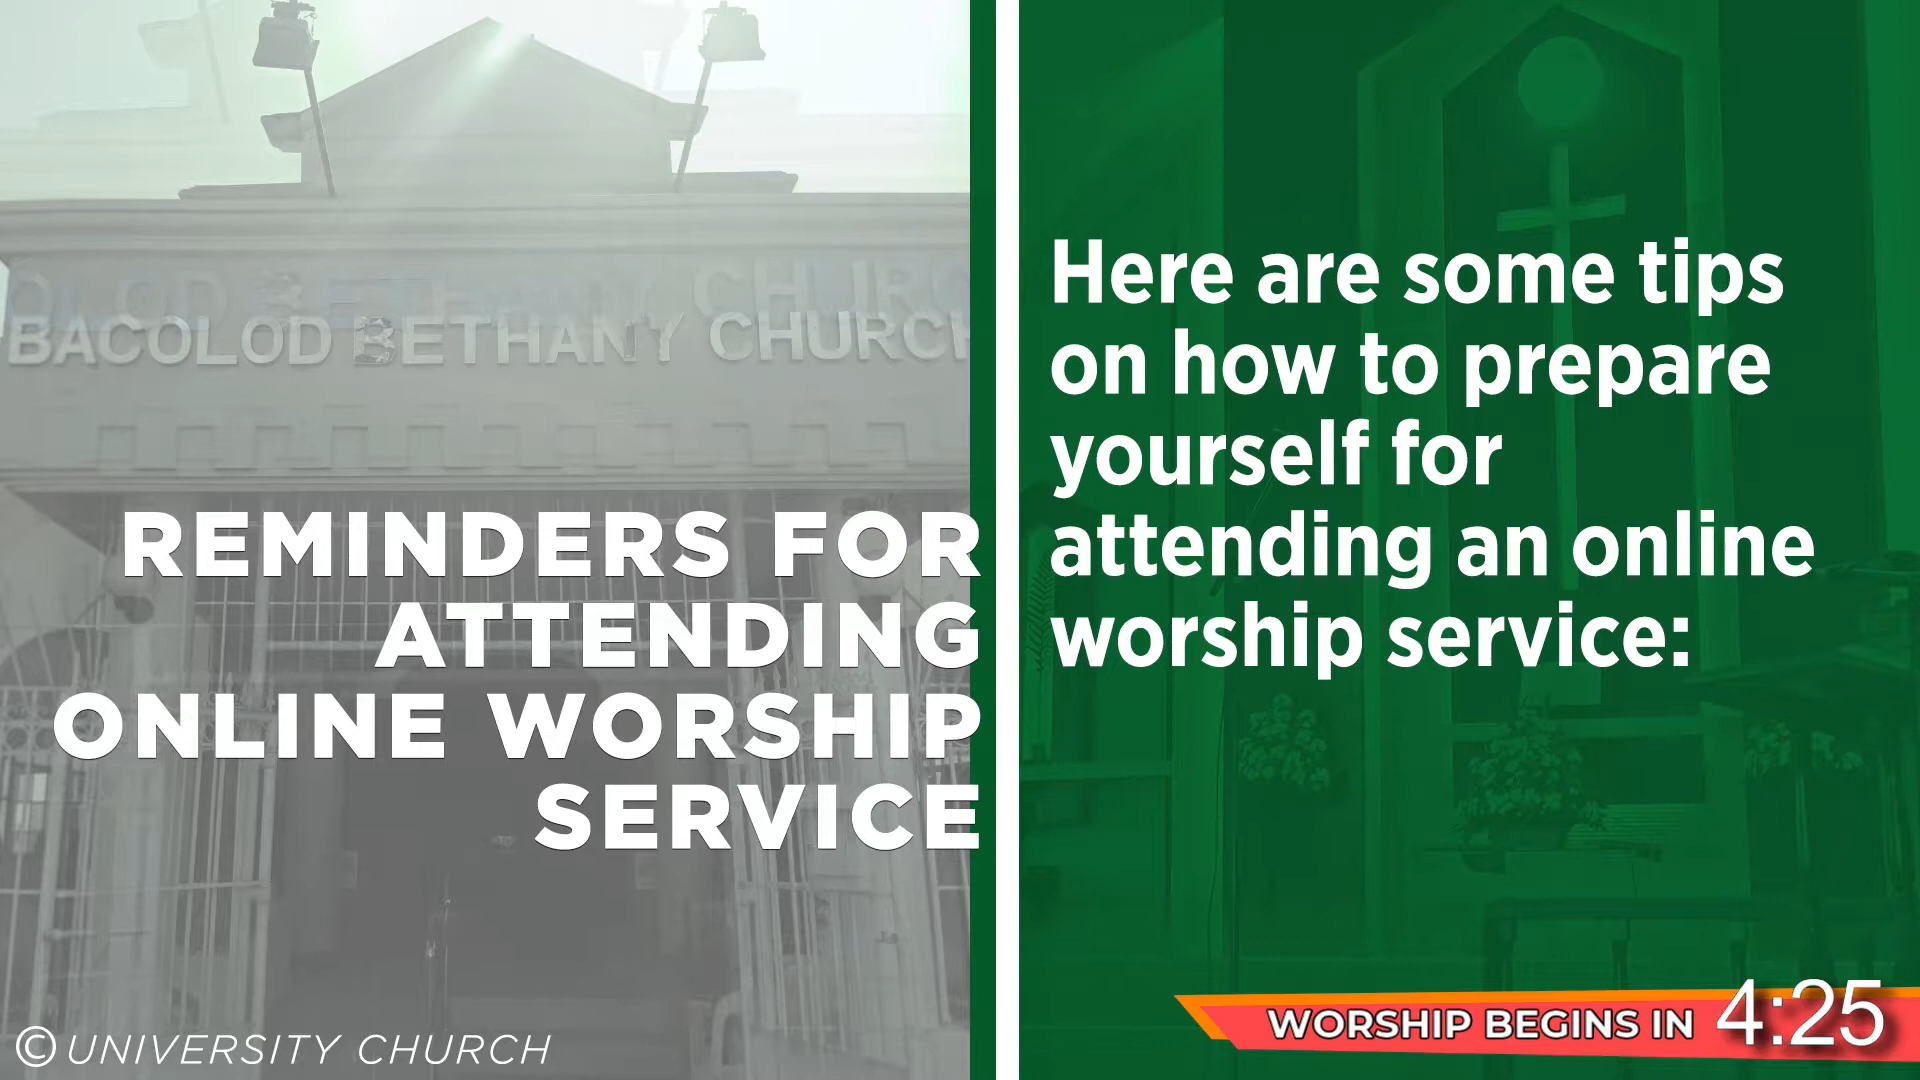 BACOLOD BETHANY CHURCH
REMINDERS FOR
ATTENDING
ONLINE WORSHIP
SERVICE
©UNIVERSITY CHURCH
Here are some tips
on how to prepare
yourself for
attending an online
worship service:
WORSHIP BEGINS IN 4:25